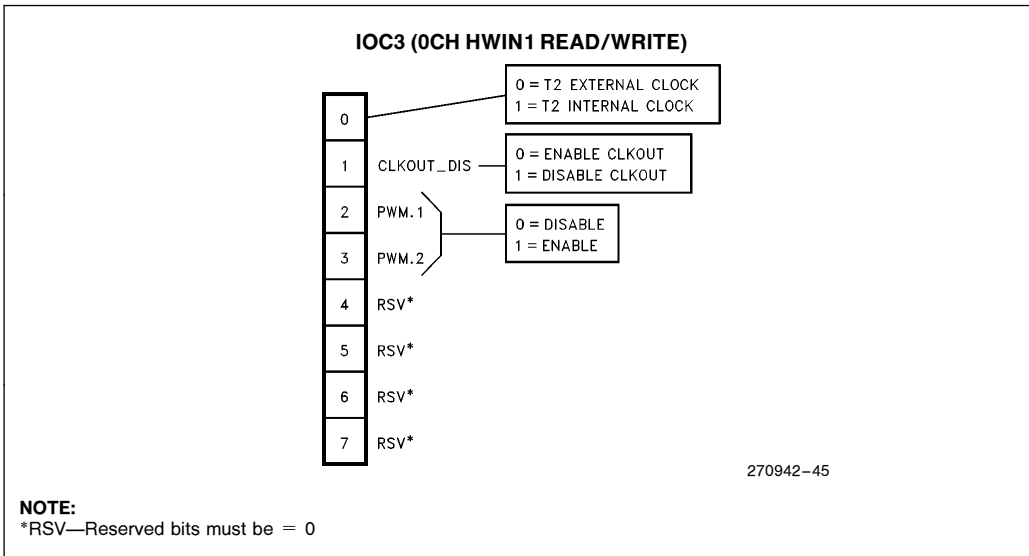 IOC3 (0CH HWIN1 READ/WRITE)
0 = T2 EXTERNAL CLOCK
1 = T2 INTERNAL CLOCK
0
1 CLKOUT_DIS
0 = ENABLE CLKOUT
1 = DISABLE CLKOUT
2 PWM.1
3 PWM.2
0 = DISABLE
1 = ENABLE
4 RSV*
5 RSV*
6 RSV*
7 RSV*
270942–45
NOTE:
*RSV—Reserved bits must be = 0